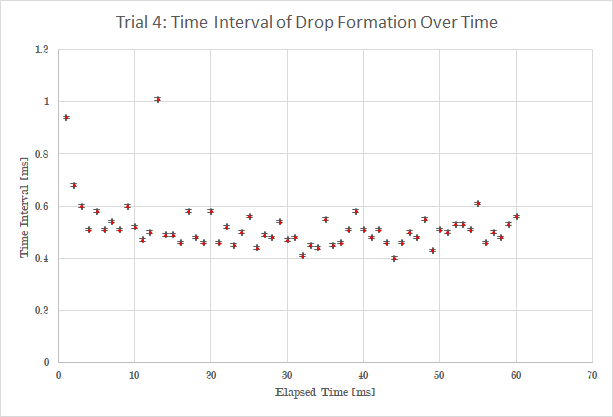 Trial 4: Time Interval of Drop Formation Over Time
1.2
1
0.8
0.6
0.4
0.2
0
Time Interval [ms]
0 10 20 30 40 50 60 70
Elapsed Time [ms]